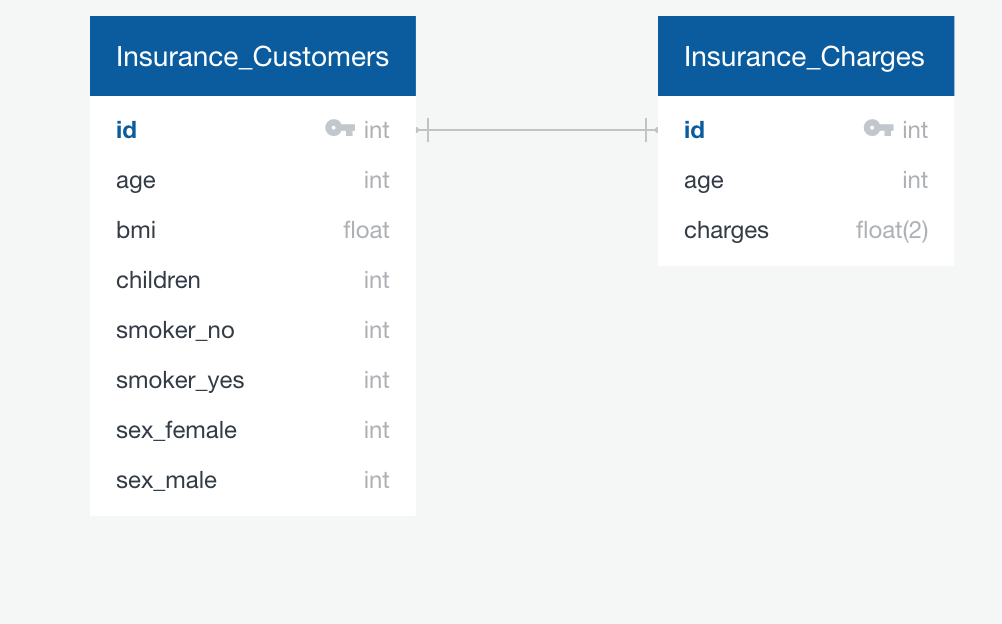 Insurance_Customers
id int
age int
bmi float
children int
smoker_no int
smoker_yes int
sex_female int
sex_male int
Insurance_Charges
id int
age int
charges float(2)